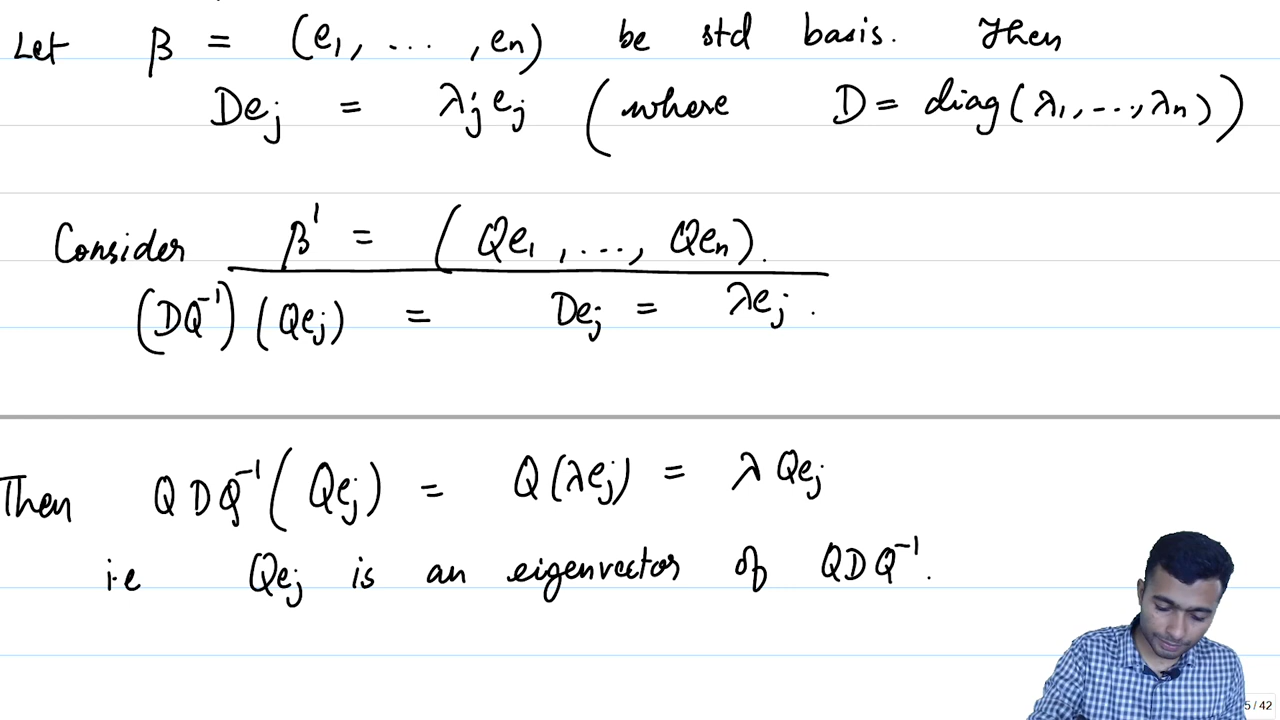 Let β = (e₁, ... , eₙ) be std basis. Then
Deⱼ = λⱼeⱼ (where D = diag(λ₁, ..., λₙ))
Consider β' = (Qe₁, ..., Qeₙ).
(DQ⁻¹)(Qeⱼ) = Deⱼ = λeⱼ.
Then QDQ⁻¹(Qeⱼ) = Q(λeⱼ) = λQeⱼ
i.e Qeⱼ is an eigenvector of QDQ⁻¹.
5 / 42